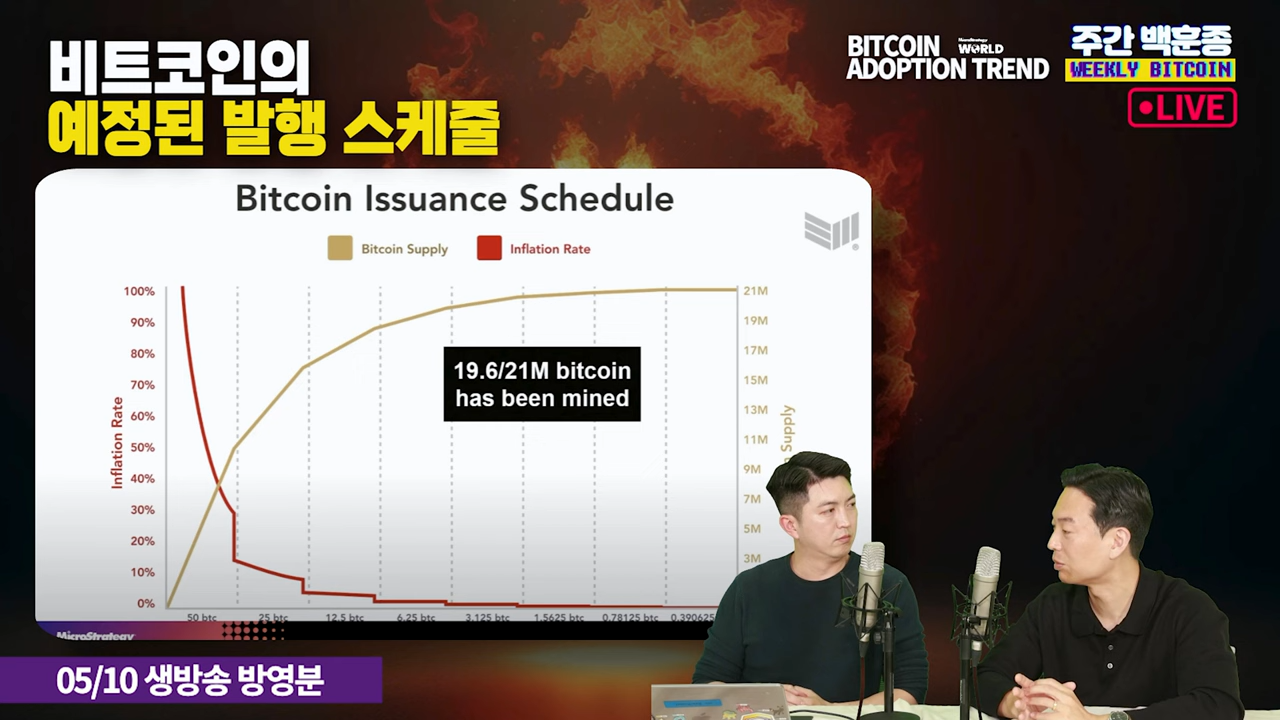 비트코인의
예정된 발행 스케줄
BITCOIN
MicroStrategy
WORLD
ADOPTION TREND
주간 백훈종
WEEKLY BITCOIN
LIVE
Bitcoin Issuance Schedule
Bitcoin Supply
Inflation Rate
100%
90%
80%
70%
60%
50%
40%
30%
20%
10%
0%
Inflation Rate
21M
19M
17M
15M
13M
11M
9M
7M
5M
3M
Supply
19.6/21M bitcoin
has been mined
50 btc
25 btc
12.5 btc
6.25 btc
3.125 btc
1.5625 btc
0.78125 btc
0.390625
MicroStrategy
05/10 생방송 방영분